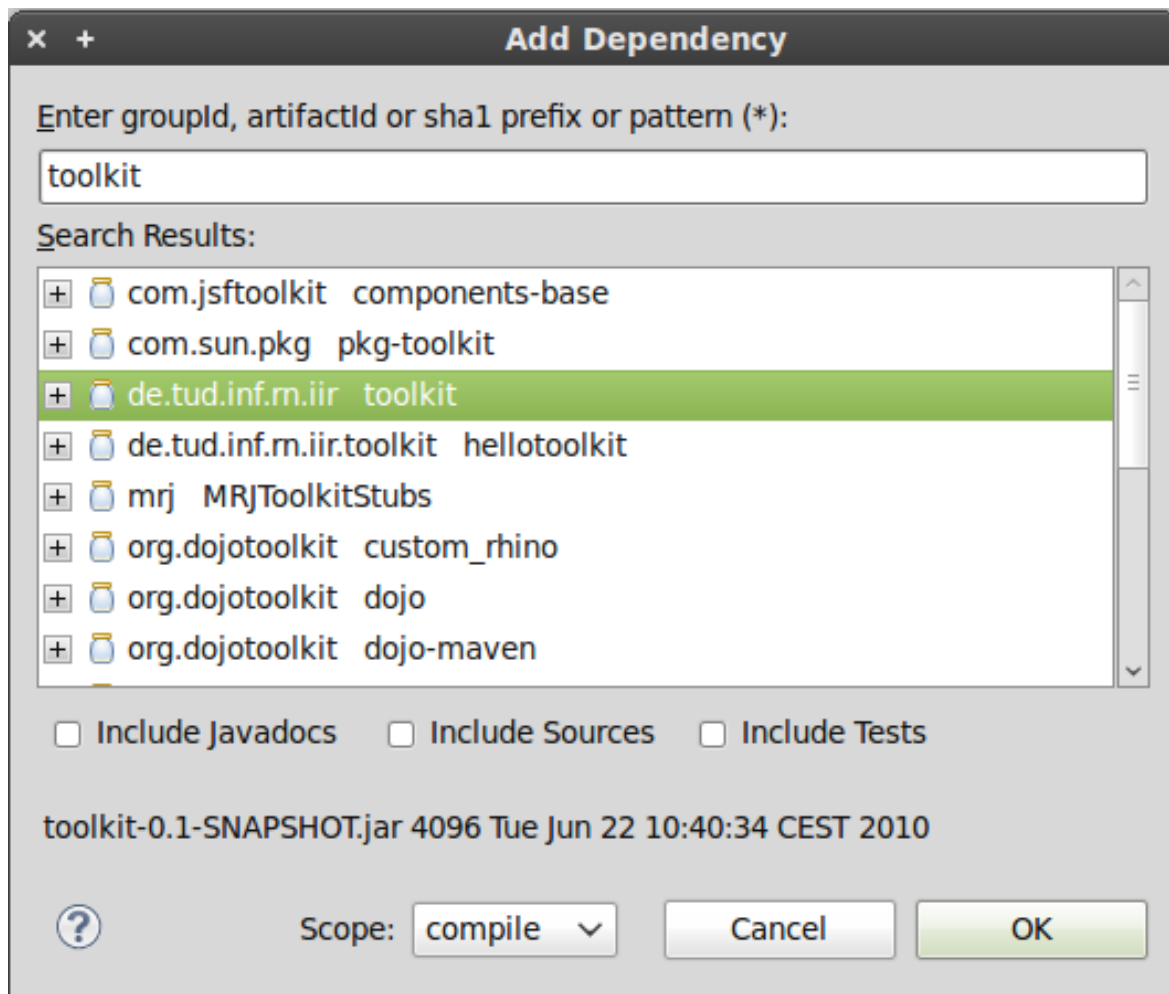 Add Dependency
Enter groupId, artifactId or sha1 prefix or pattern (*):
toolkit
Search Results:
com.jsftoolkit components-base
com.sun.pkg pkg-toolkit
de.tud.inf.rn.iir toolkit
de.tud.inf.rn.iir.toolkit hellotoolkit
mrj MRJToolkitStubs
org.dojotoolkit custom_rhino
org.dojotoolkit dojo
org.dojotoolkit dojo-maven
Include Javadocs Include Sources Include Tests
toolkit-0.1-SNAPSHOT.jar 4096 Tue Jun 22 10:40:34 CEST 2010
Scope: compile Cancel OK